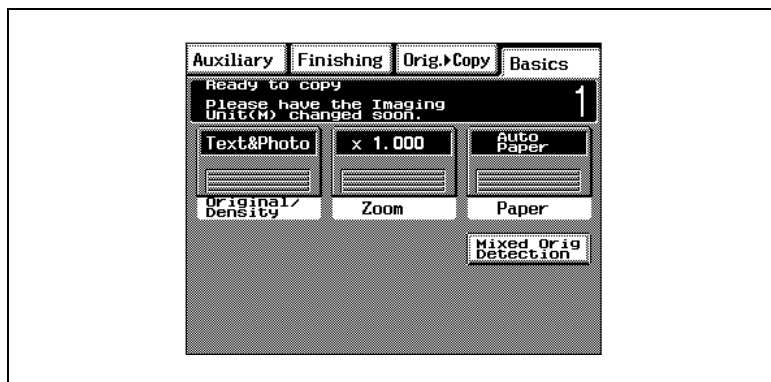 Auxiliary Finishing Orig.▸Copy Basics
Ready to copy
Please have the Imaging
Unit(M) changed soon.
1
Text&Photo x 1.000 Auto
Paper
Original/
Density Zoom Paper
Mixed Orig
Detection